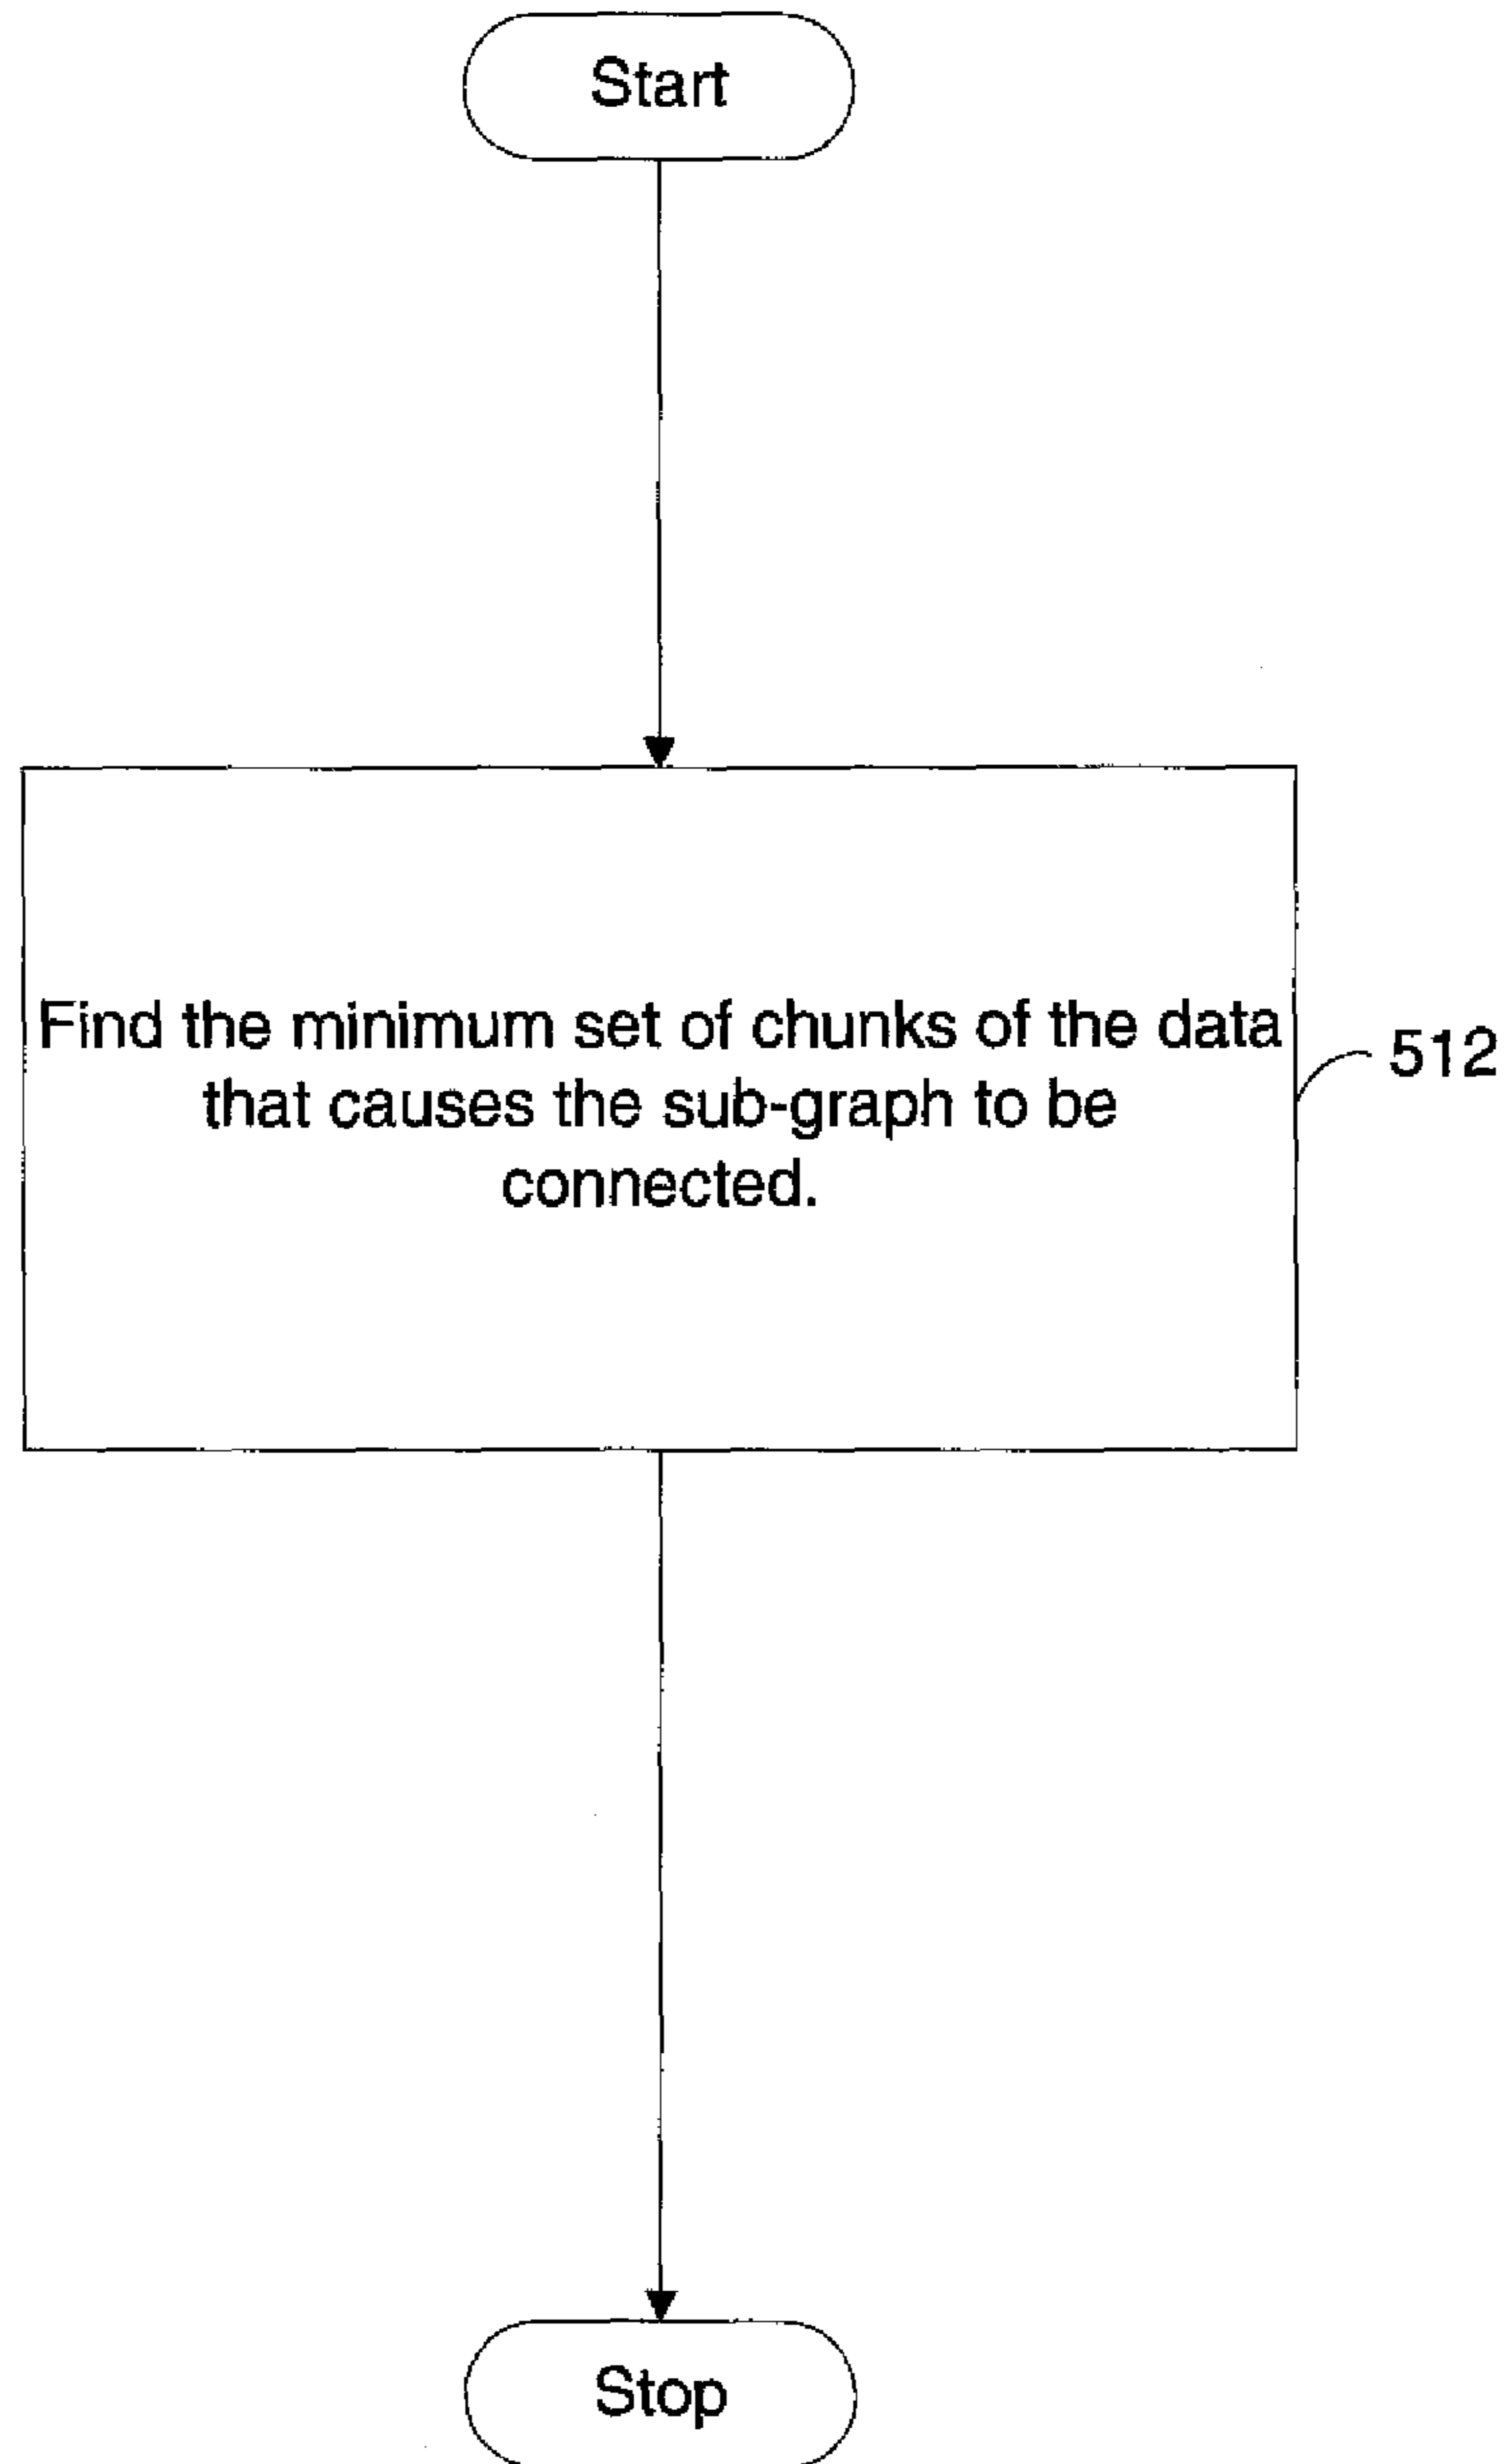 Start
Find the minimum set of chunks of the data
that causes the sub-graph to be
connected.
512
Stop